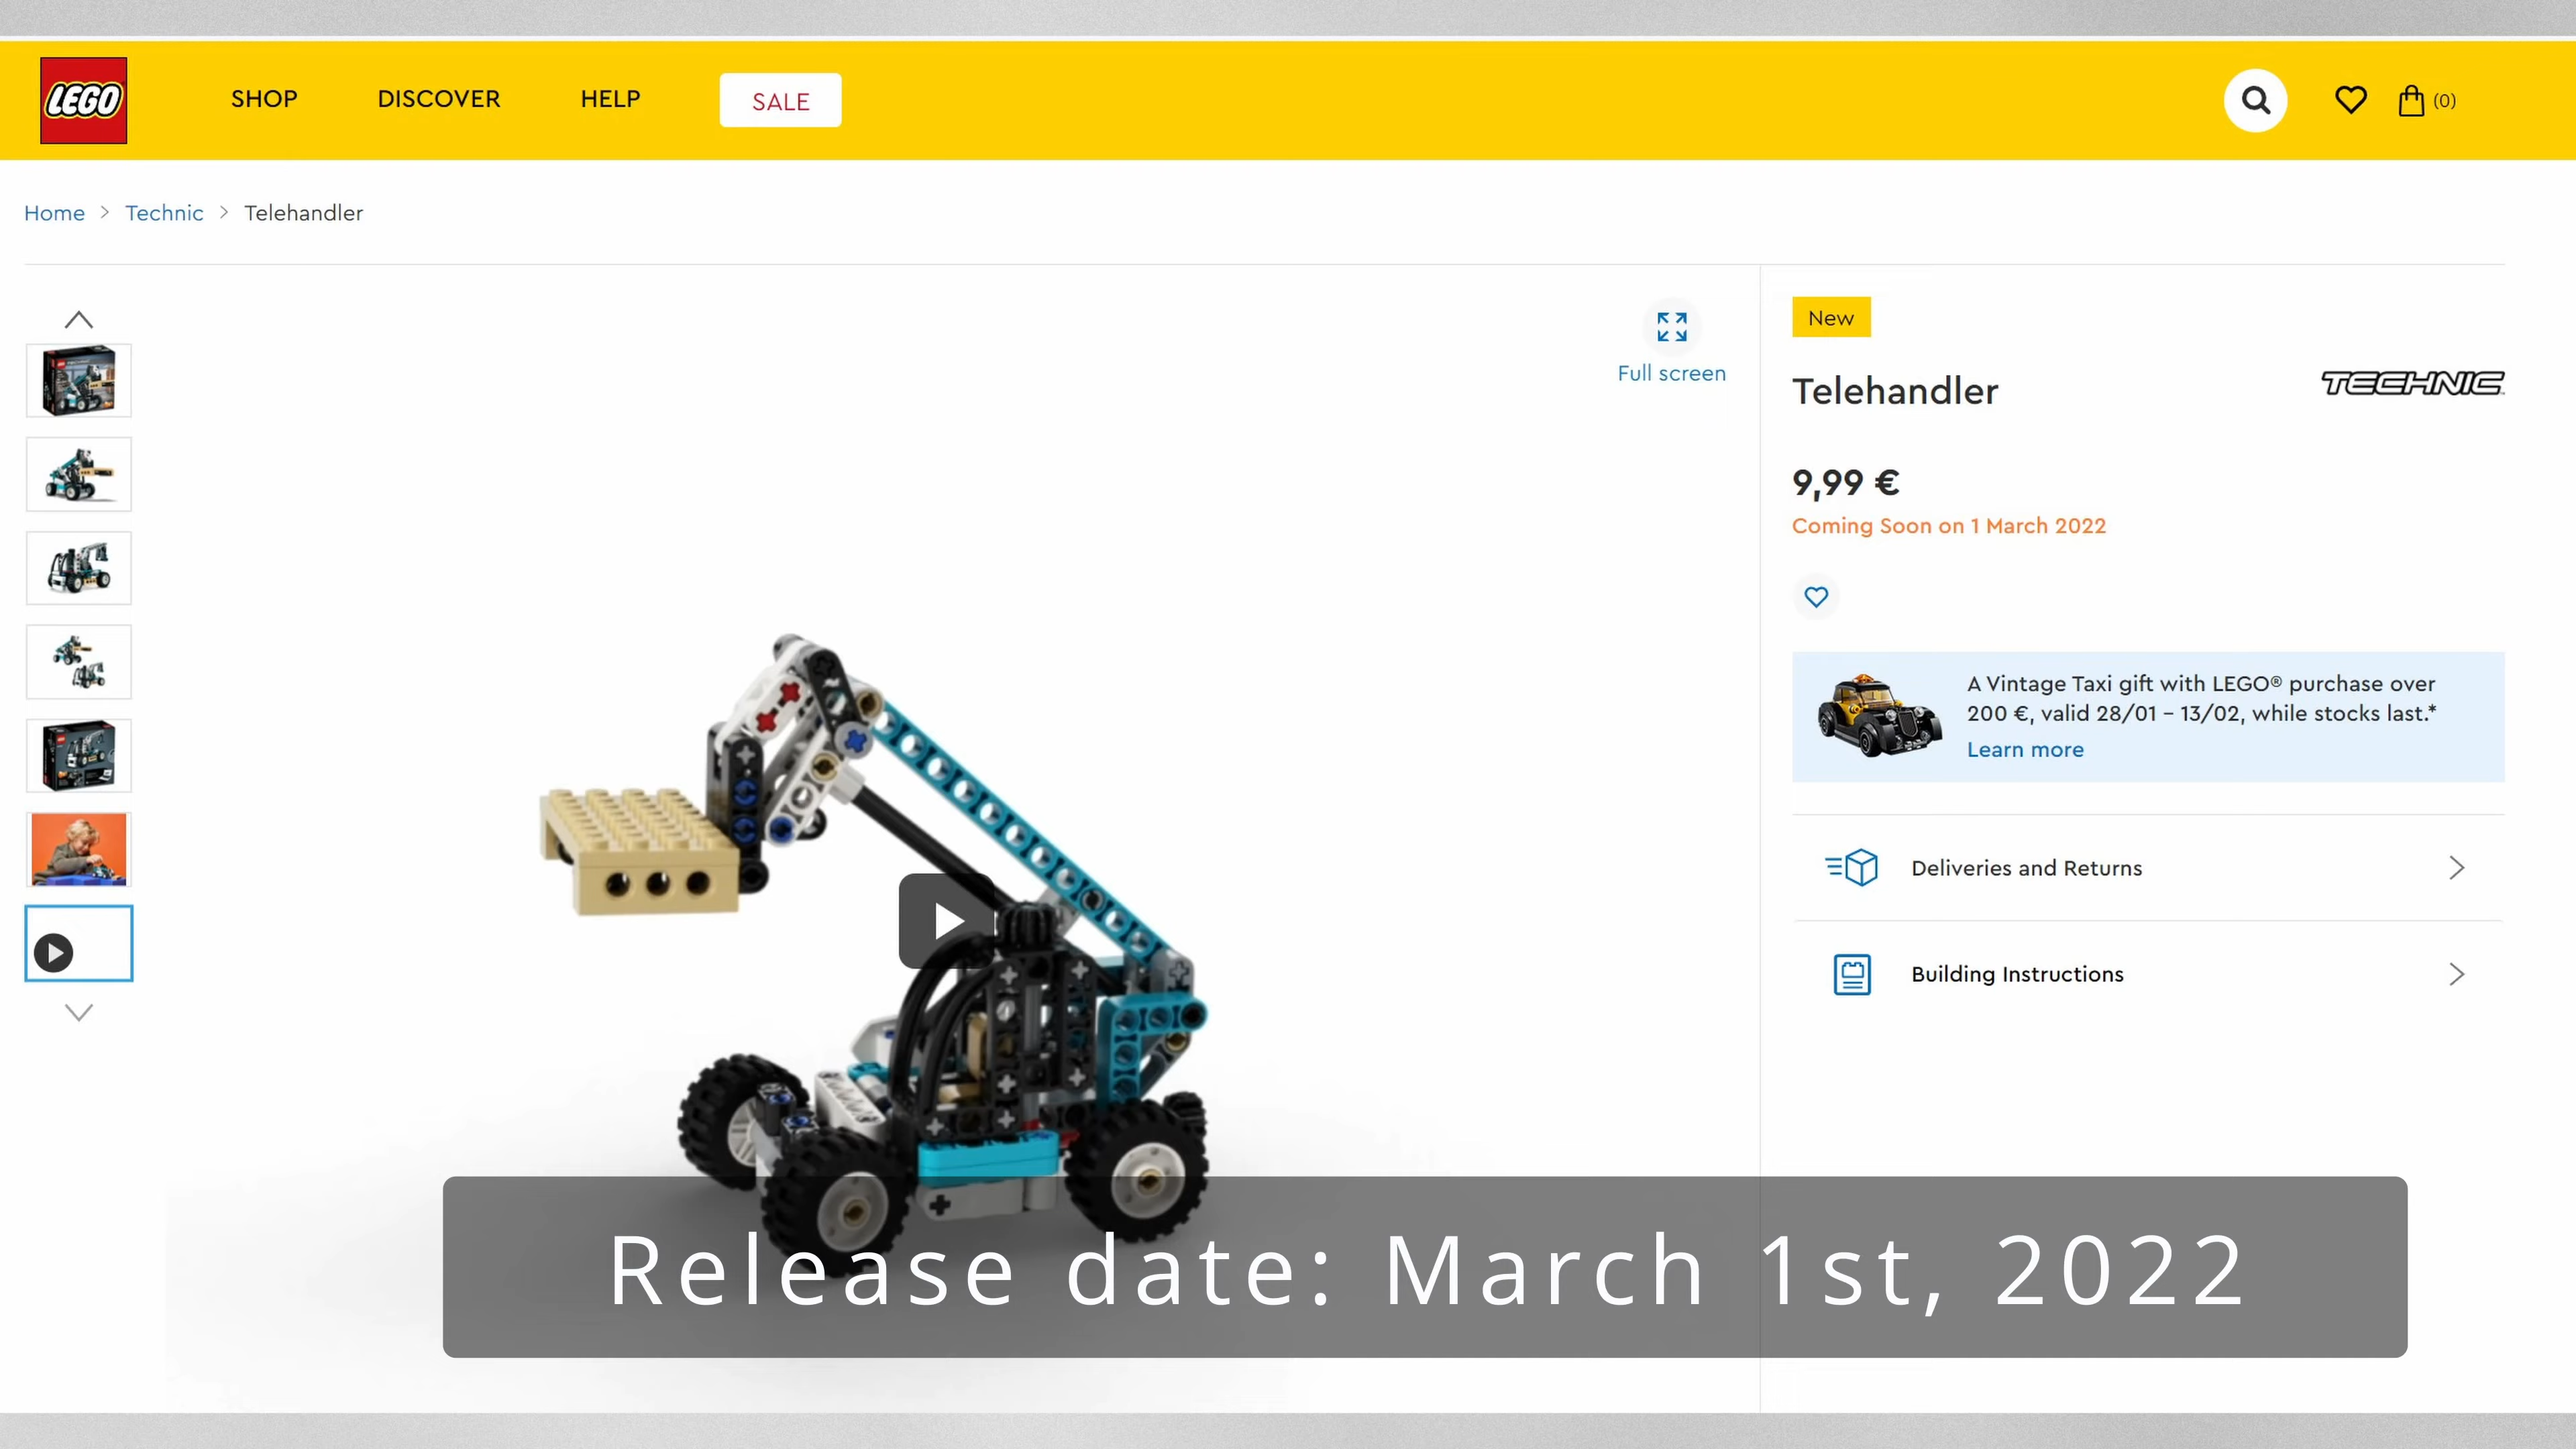 LEGO
SHOP
DISCOVER
HELP
SALE
(0)
Home > Technic > Telehandler
Full screen
New
Telehandler
TECHNIC
9,99 €
Coming Soon on 1 March 2022
A Vintage Taxi gift with LEGO® purchase over
200 €, valid 28/01 – 13/02, while stocks last.*
Learn more
Deliveries and Returns
Building Instructions
Release date: March 1st, 2022